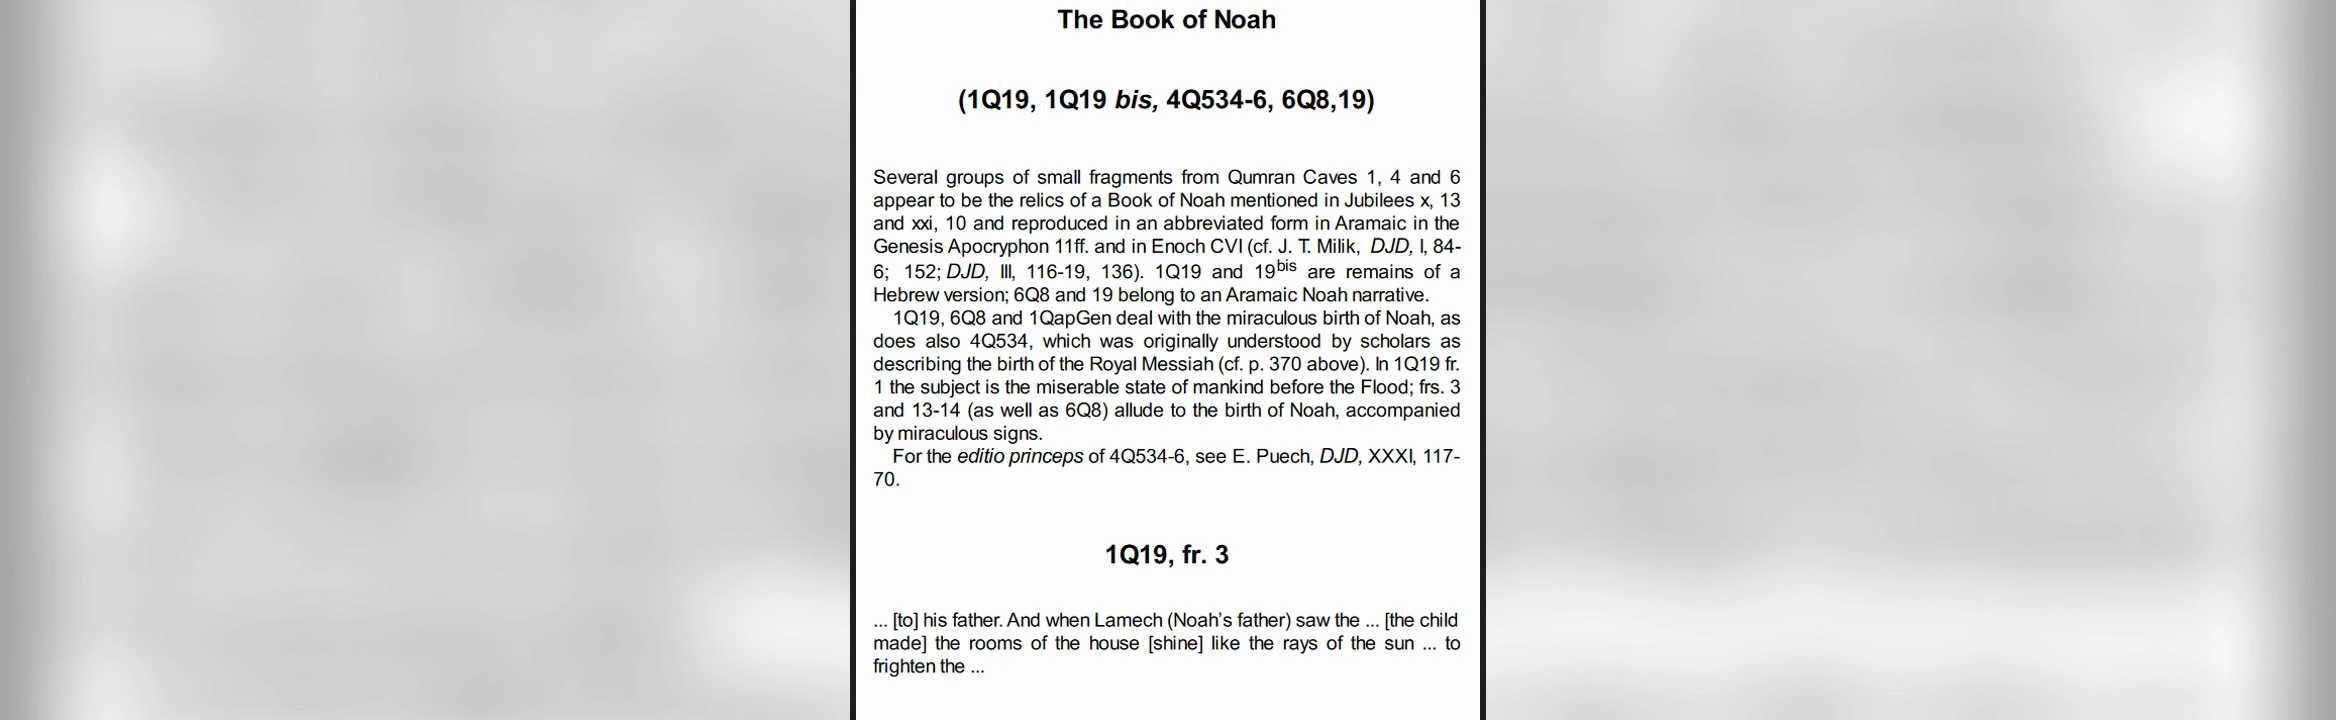 The Book of Noah
(1Q19, 1Q19 bis, 4Q534-6, 6Q8,19)
Several groups of small fragments from Qumran Caves 1, 4 and 6
appear to be the relics of a Book of Noah mentioned in Jubilees x, 13
and xxi, 10 and reproduced in an abbreviated form in Aramaic in the
Genesis Apocryphon 11ff. and in Enoch CVI (cf. J. T. Milik, DJD, I, 84-
6; 152; DJD, III, 116-19, 136). 1Q19 and 19bis are remains of a
Hebrew version; 6Q8 and 19 belong to an Aramaic Noah narrative.
1Q19, 6Q8 and 1QapGen deal with the miraculous birth of Noah, as
does also 4Q534, which was originally understood by scholars as
describing the birth of the Royal Messiah (cf. p. 370 above). In 1Q19 fr.
1 the subject is the miserable state of mankind before the Flood; frs. 3
and 13-14 (as well as 6Q8) allude to the birth of Noah, accompanied
by miraculous signs.
For the editio princeps of 4Q534-6, see E. Puech, DJD, XXXI, 117-
70.
1Q19, fr. 3
... [to] his father. And when Lamech (Noah's father) saw the ... [the child
made] the rooms of the house [shine] like the rays of the sun ... to
frighten the ...